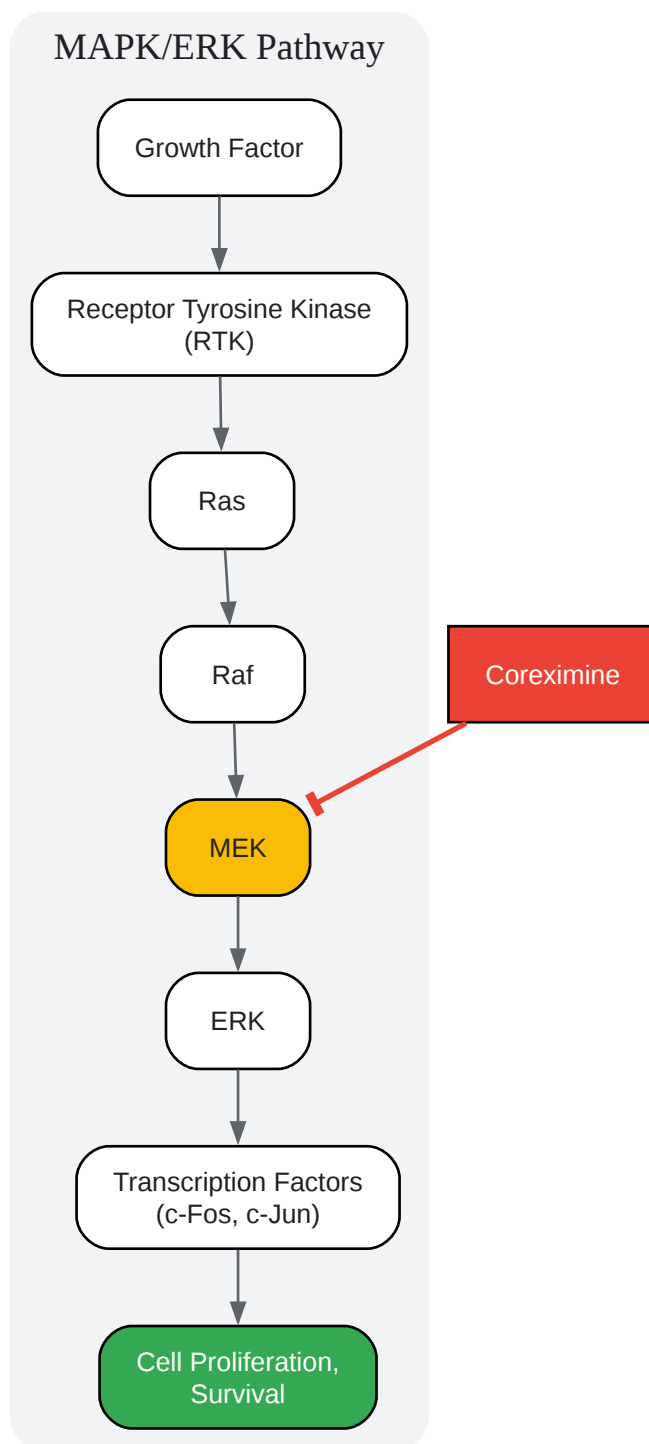 MAPK/ERK Pathway
Growth Factor
Receptor Tyrosine Kinase
(RTK)
Ras
Raf
Coreximine
MEK
ERK
Transcription Factors
(c-Fos, c-Jun)
Cell Proliferation,
Survival